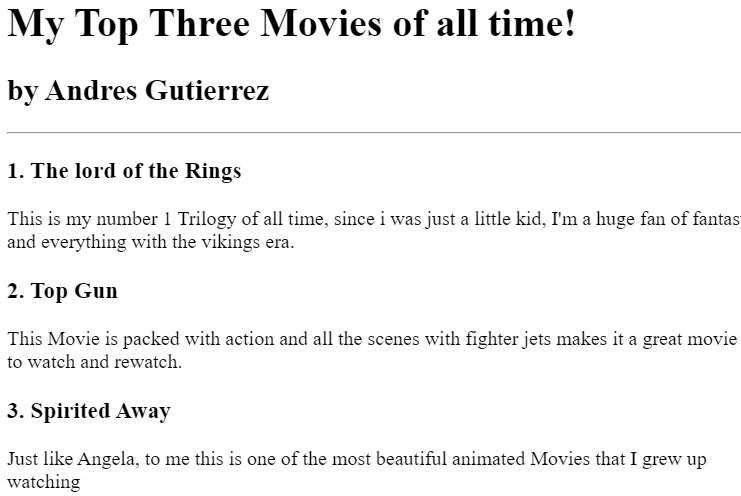 My Top Three Movies of all time!
by Andres Gutierrez
1. The lord of the Rings
This is my number 1 Trilogy of all time, since i was just a little kid, I'm a huge fan of fantas
and everything with the vikings era.
2. Top Gun
This Movie is packed with action and all the scenes with fighter jets makes it a great movie
to watch and rewatch.
3. Spirited Away
Just like Angela, to me this is one of the most beautiful animated Movies that I grew up
watching